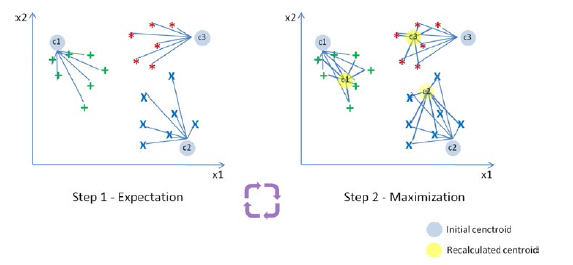 x2
c1
c3
c2
x1
Step 1 - Expectation
x2
c1
c3
c3
c1
c2
c2
x1
Step 2 - Maximization
Initial cenctroid
Recalculated centroid